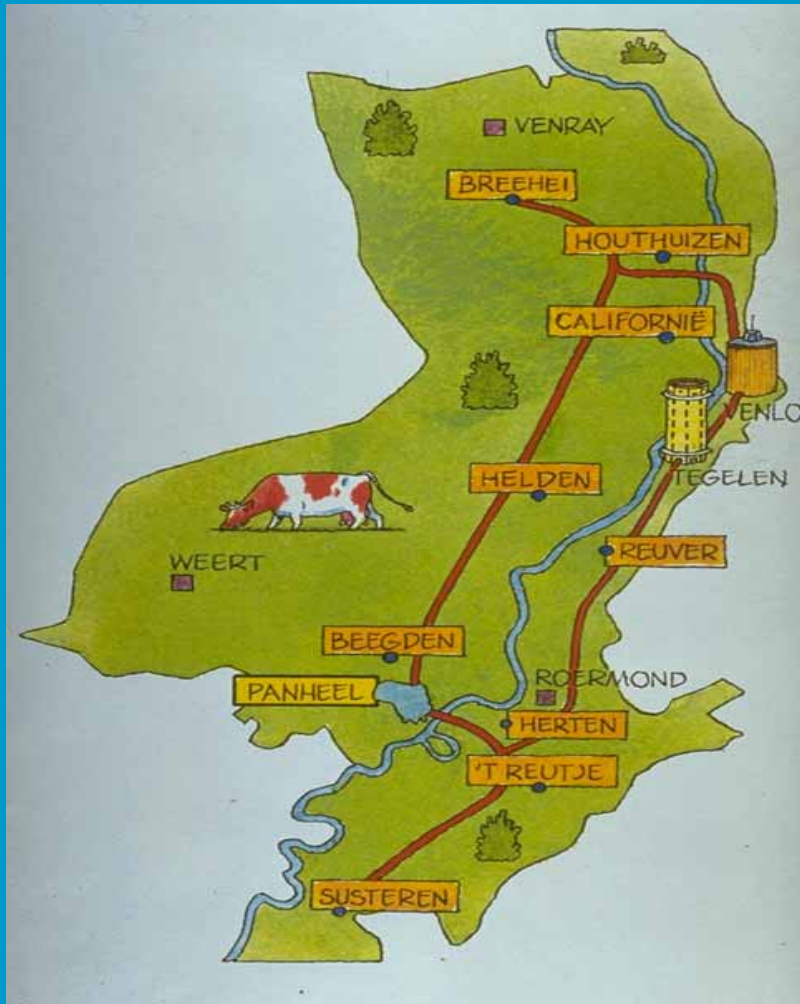 VENRAY
BREEHEI
HOUTHUIZEN
CALIFORNIË
VENLO
TEGELEN
HELDEN
REUVER
WEERT
BEEGDEN
ROERMOND
PANHEEL
HERTEN
'T REUTJE
SUSTEREN